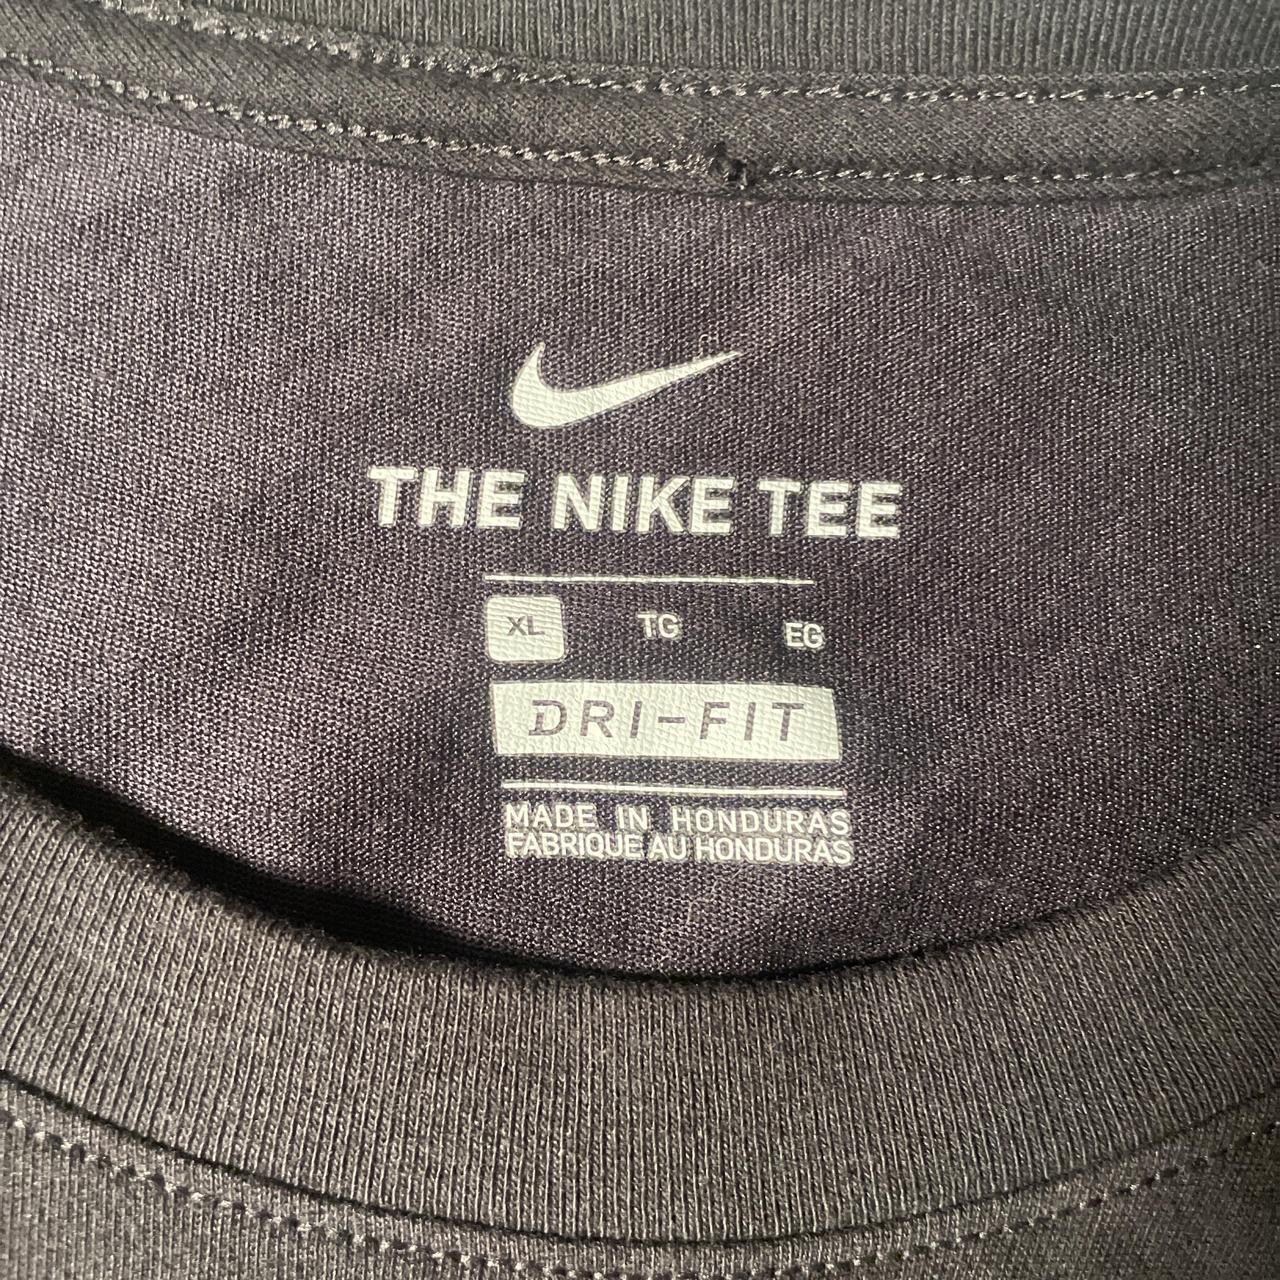 THE NIKE TEE
XL TG EG
DRI-FIT
MADE IN HONDURAS
FABRIQUE AU HONDURAS